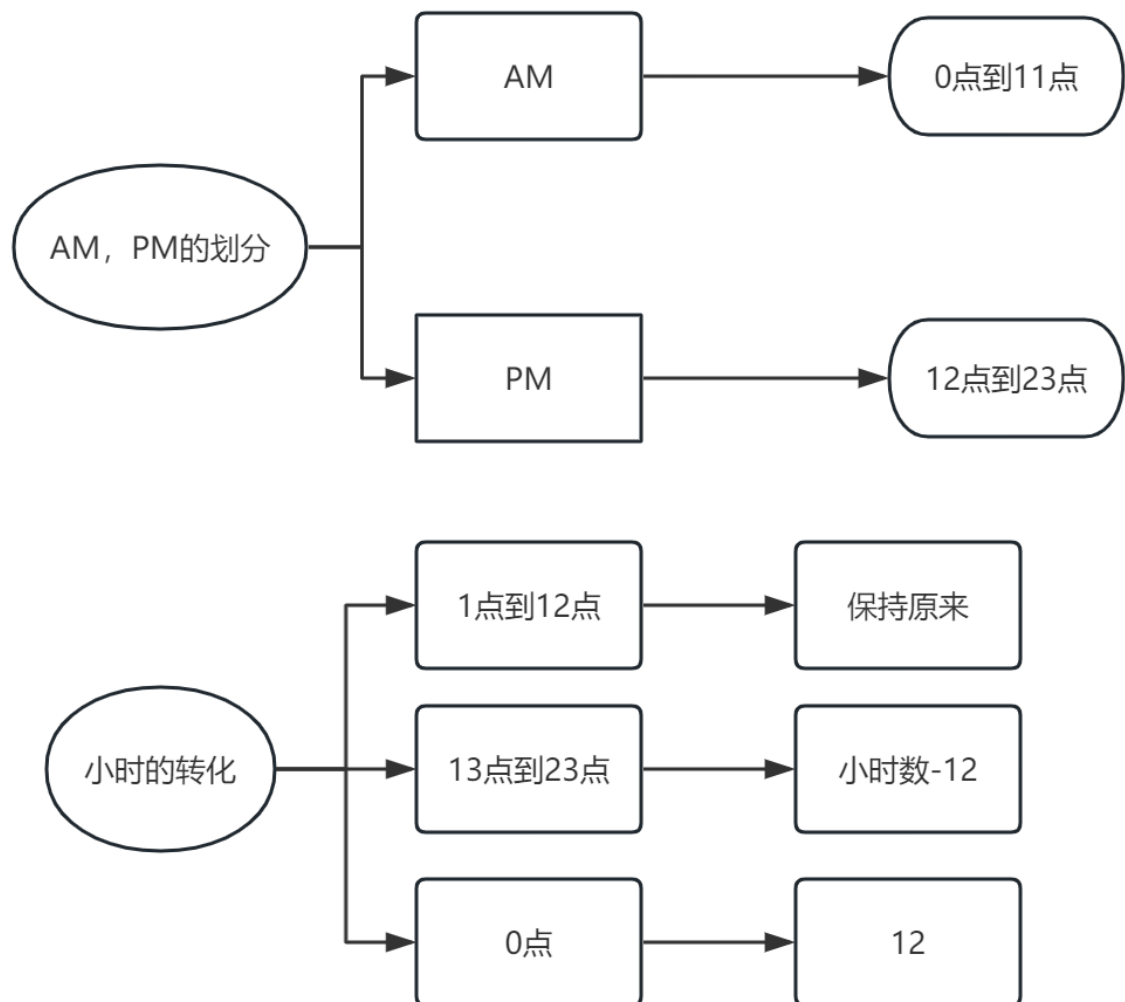 AM
0点到11点
AM，PM的划分
PM
12点到23点
1点到12点
保持原来
小时的转化
13点到23点
小时数-12
0点
12